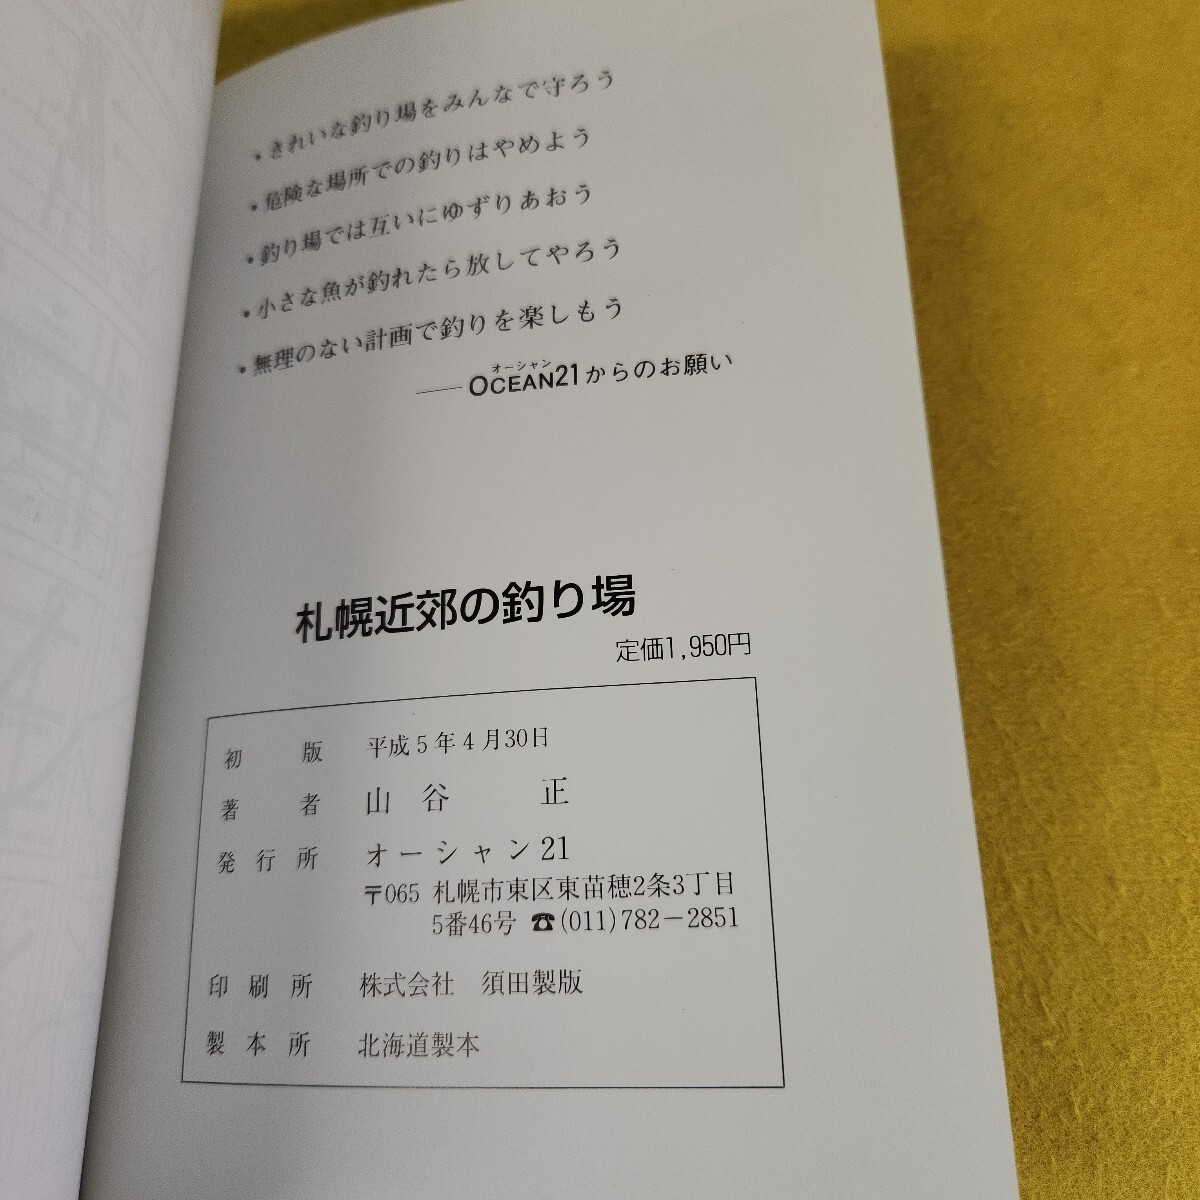 ・きれいな釣り場をみんなで守ろう
・危険な場所での釣りはやめよう
・釣り場では互いにゆずりあおう
・小さな魚が釣れたら放してやろう
・無理のない計画で釣りを楽しもう
オーシャン
——OCEAN21からのお願い
札幌近郊の釣り場
定価1,950円
初版 平成5年4月30日
著者 山谷 正
発行所 オーシャン21
〒065 札幌市東区東苗穂2条3丁目
5番46号 ☎(011)782－2851
印刷所 株式会社 須田製版
製本所 北海道製本